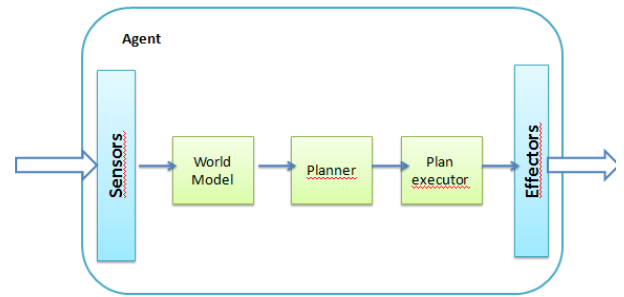 Agent
Sensors
World
Model
Planner
Plan
executor
Effectors